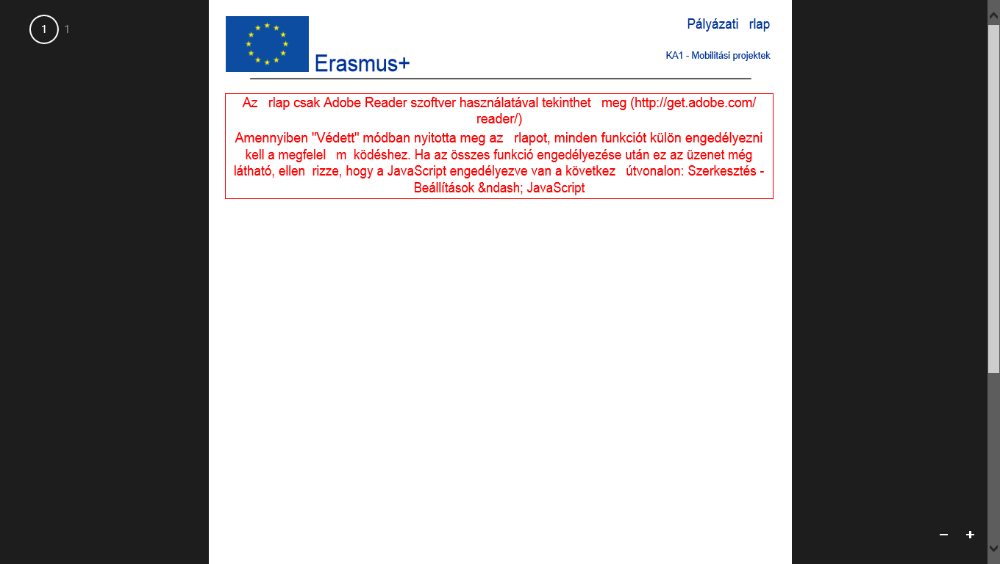 1 1
Pályázati rlap
KA1 - Mobilitási projektek
Erasmus+
Az rlap csak Adobe Reader szoftver használatával tekinthet meg (http://get.adobe.com/
reader/)
Amennyiben "Védett" módban nyitotta meg az rlapot, minden funkciót külön engedélyezni
kell a megfelel m ködéshez. Ha az összes funkció engedélyezése után ez az üzenet még
látható, ellen rizze, hogy a JavaScript engedélyezve van a következ útvonalon: Szerkesztés -
Beállítások &ndash; JavaScript